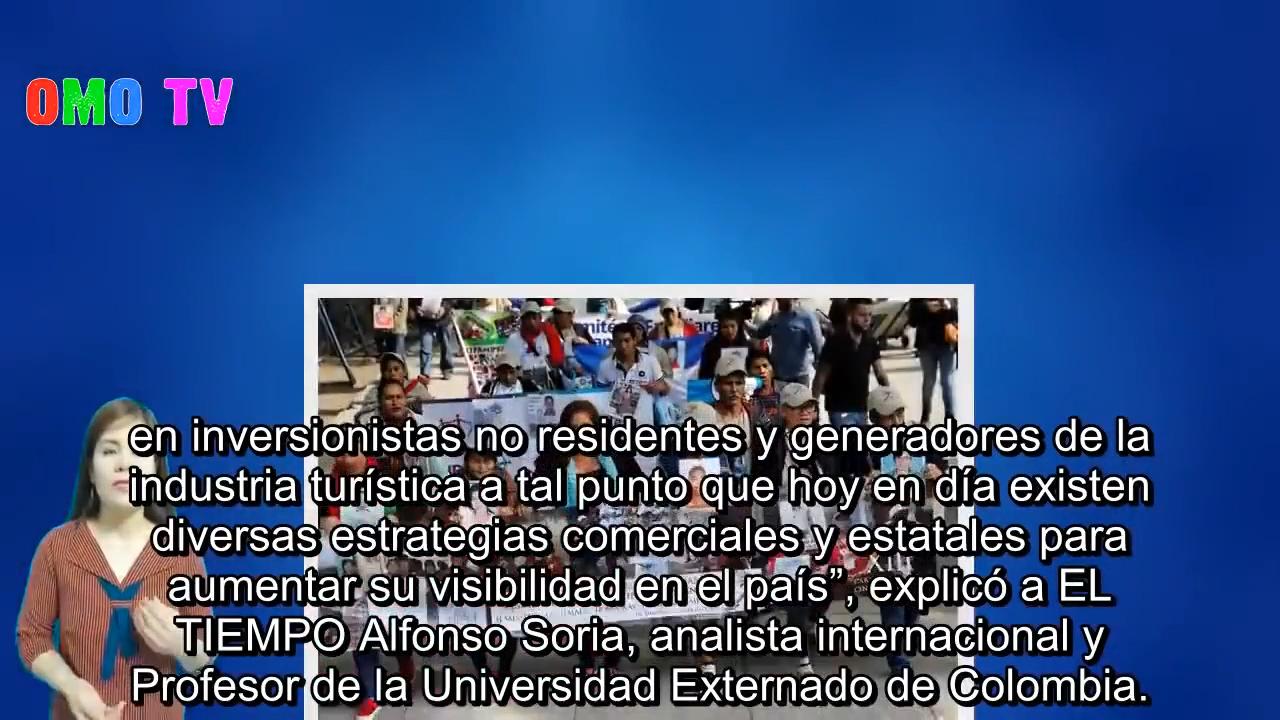 OMO TV
en inversionistas no residentes y generadores de la
industria turística a tal punto que hoy en día existen
diversas estrategias comerciales y estatales para
aumentar su visibilidad en el país”, explicó a EL
TIEMPO Alfonso Soria, analista internacional y
Profesor de la Universidad Externado de Colombia.